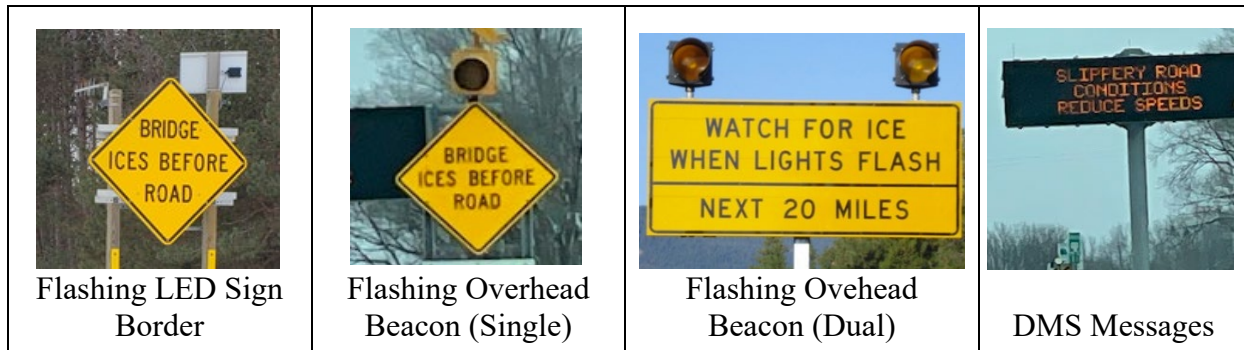 BRIDGE
ICES BEFORE
ROAD
BRIDGE
ICES BEFORE
ROAD
WATCH FOR ICE
WHEN LIGHTS FLASH
NEXT 20 MILES
SLIPPERY ROAD
CONDITIONS
REDUCE SPEEDS
Flashing LED Sign
Border
Flashing Overhead
Beacon (Single)
Flashing Ovehead
Beacon (Dual)
DMS Messages